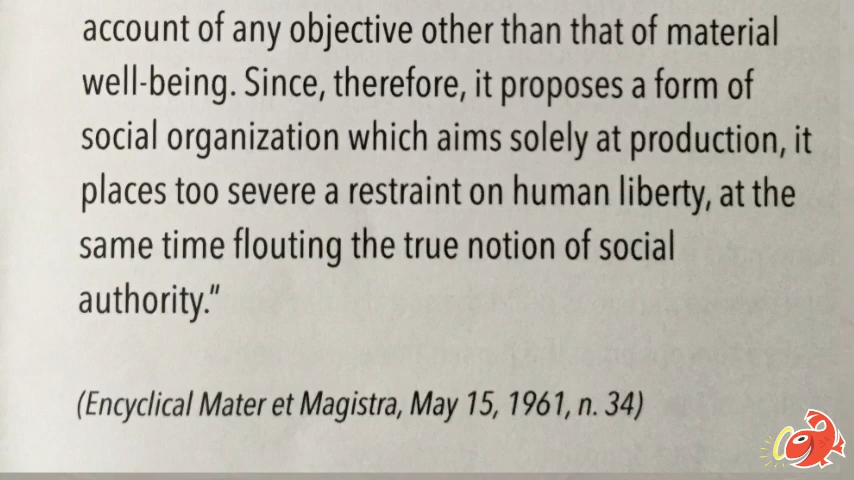 account of any objective other than that of material
well-being. Since, therefore, it proposes a form of
social organization which aims solely at production, it
places too severe a restraint on human liberty, at the
same time flouting the true notion of social
authority."
(Encyclical Mater et Magistra, May 15, 1961, n. 34)